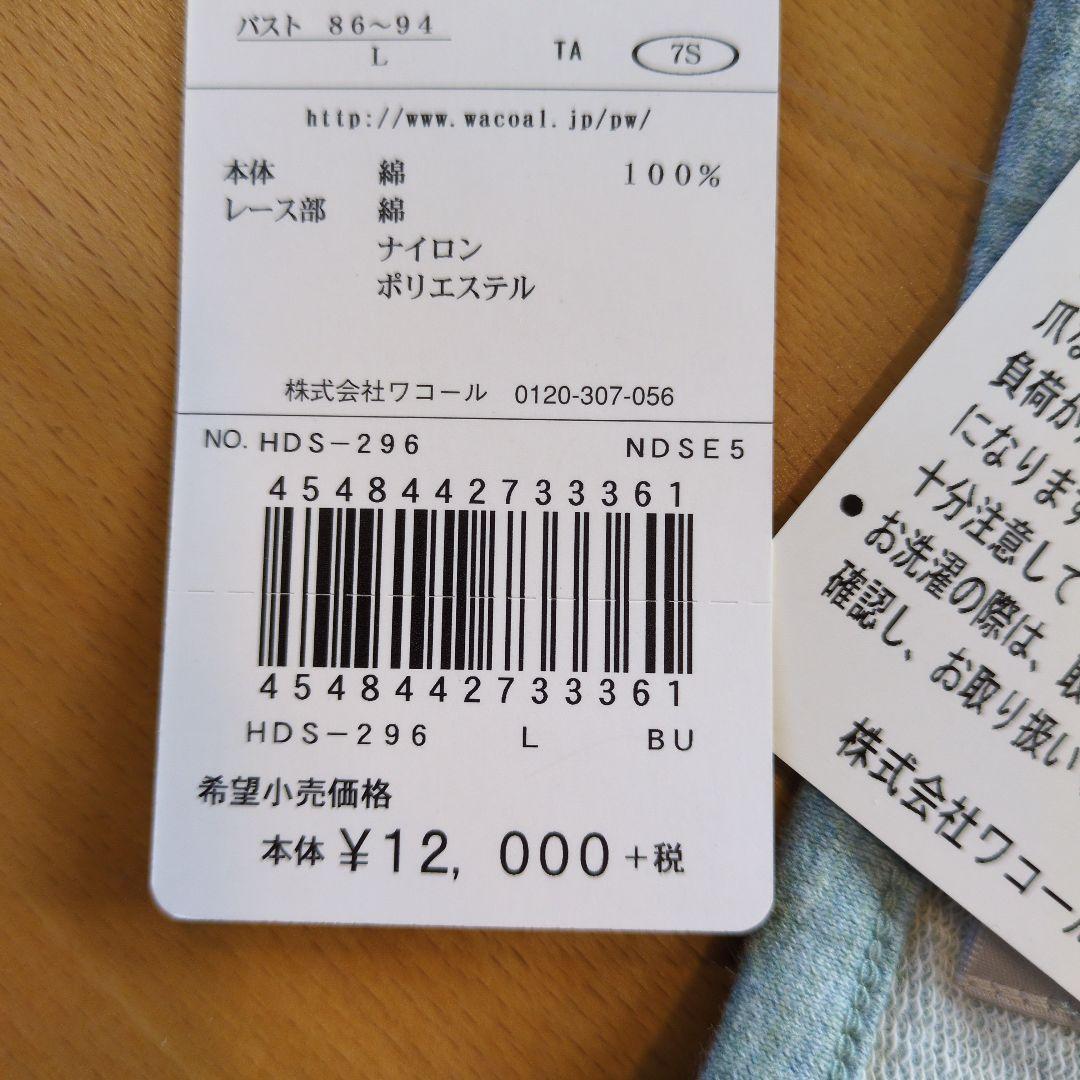 バスト 86～94
L
TA
7S
http://www.wacoal.jp/pw/
本体 綿 100%
レース部 綿
ナイロン
ポリエステル
株式会社ワコール 0120-307-056
NO. HDS-296 NDSE5
4548442733361
4548442733361
HDS-296 L BU
希望小売価格
本体 ¥12,000+税
負荷が
になります
十分注意して
●お洗濯の際は、取
確認し、お取り扱い
株式会社ワコール